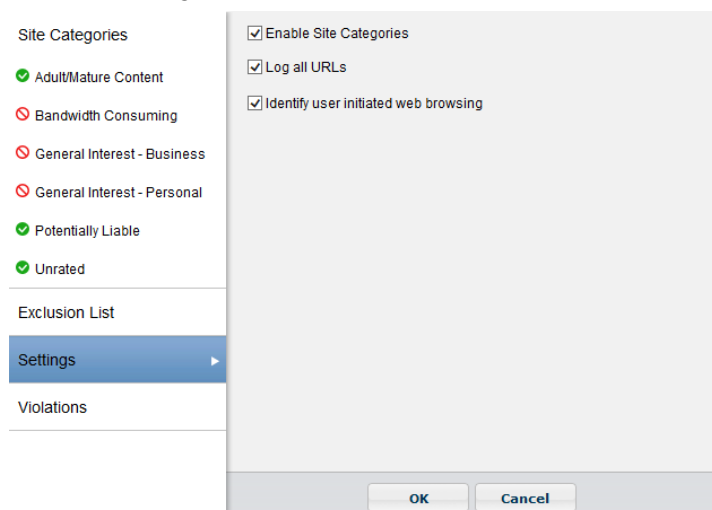 Site Categories
Adult/Mature Content
Bandwidth Consuming
General Interest - Business
General Interest - Personal
Potentially Liable
Unrated
Exclusion List
Settings
Violations
Enable Site Categories
Log all URLs
Identify user initiated web browsing
OK
Cancel